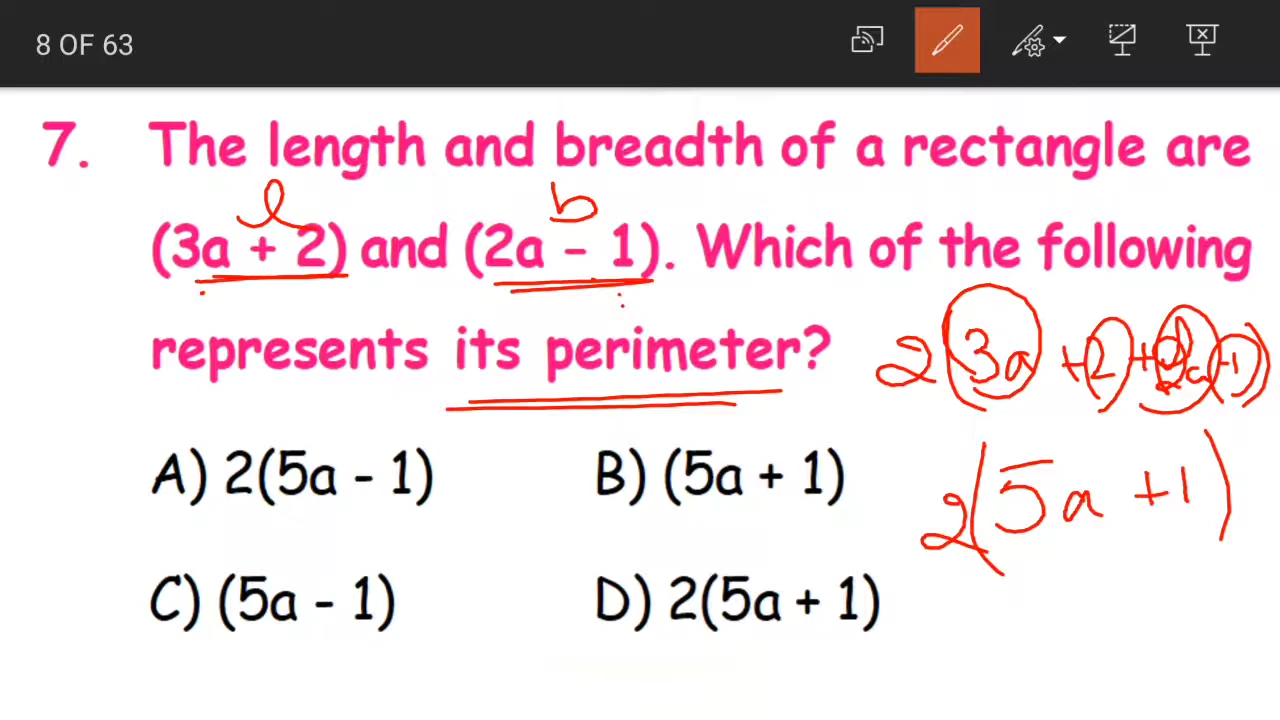 8 OF 63
7. The length and breadth of a rectangle are
l b
(3a + 2) and (2a - 1). Which of the following
represents its perimeter?
2 3a +2 + 2a -1)
A) 2(5a - 1) B) (5a + 1)
2(5a +1)
C) (5a - 1) D) 2(5a + 1)